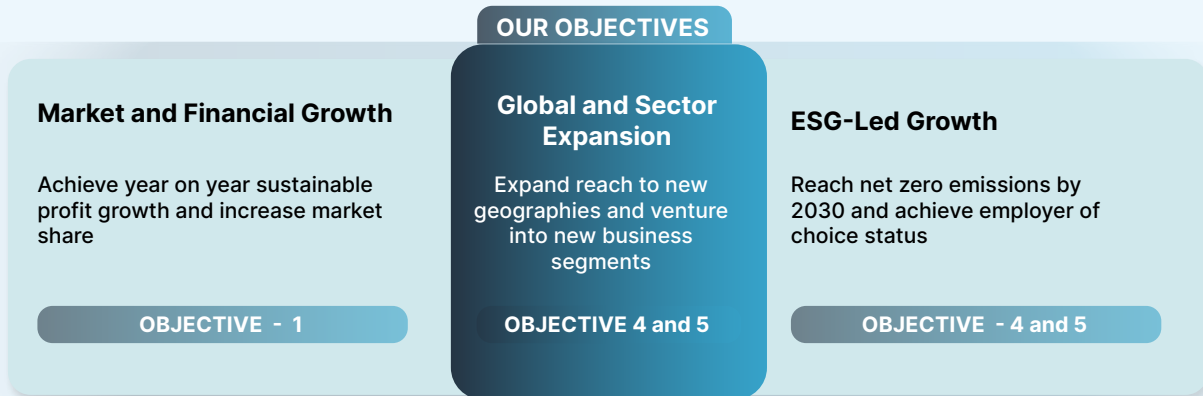 OUR OBJECTIVES
Market and Financial Growth
Achieve year on year sustainable
profit growth and increase market
share
OBJECTIVE - 1
Global and Sector
Expansion
Expand reach to new
geographies and venture
into new business
segments
OBJECTIVE 4 and 5
ESG-Led Growth
Reach net zero emissions by
2030 and achieve employer of
choice status
OBJECTIVE - 4 and 5